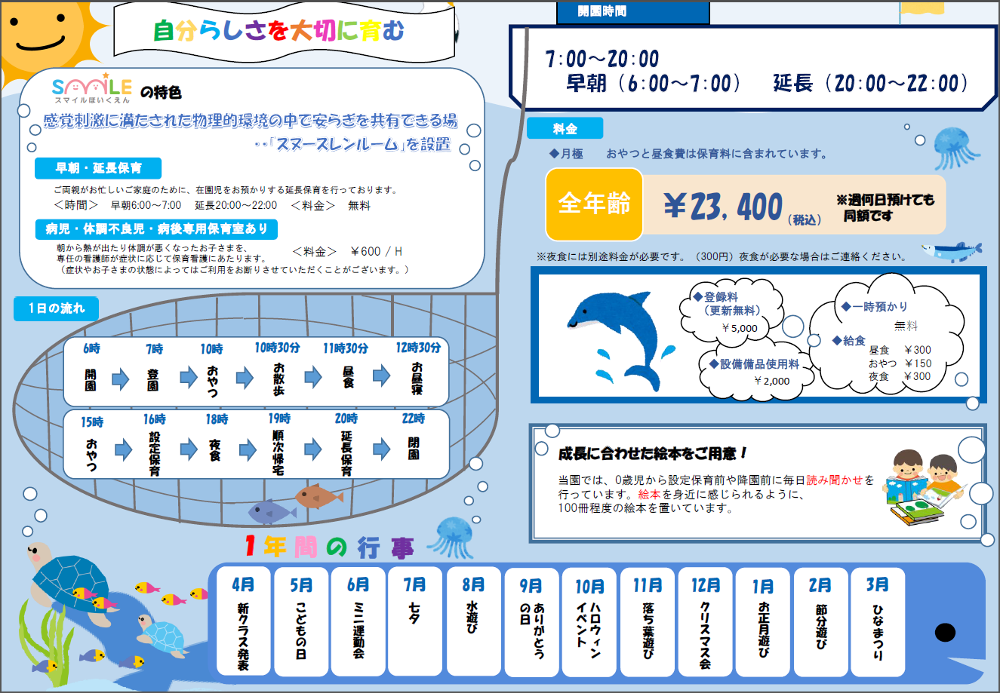 自分らしさを大切に育む
SMILE
スマイルほいくえん
の特色
感覚刺激に満たされた物理的環境の中で安らぎを共有できる場
‥「スヌーズレンルーム」を設置
早朝・延長保育
ご両親がお忙しいご家庭のために、在園児をお預かりする延長保育を行っております。
＜時間＞　早朝6:00～7:00　延長20:00～22:00　＜料金＞　無料
病児・体調不良児・病後専用保育室あり
朝から熱が出たり体調が悪くなったお子さまを、
専任の看護師が症状に応じて保育看護にあたります。
＜料金＞　￥600 / H
（症状やお子さまの状態によってはご利用をお断りさせていただくことがございます。）
1日の流れ
6時
開園
7時
登園
10時
おやつ
10時30分
お散歩
11時30分
昼食
12時30分
お昼寝
15時
おやつ
16時
設定保育
18時
夜食
19時
順次帰宅
20時
延長保育
22時
閉園
開園時間
7:00～20:00
早朝（6:00～7:00）　延長（20:00～22:00）
料金
◆月極　　おやつと昼食費は保育料に含まれています。
全年齢
￥23,400（税込）
※週何日預けても
同額です
※夜食には別途料金が必要です。（300円）夜食が必要な場合はご連絡ください。
◆登録料
（更新無料）
￥5,000
◆設備備品使用料
￥2,000
◆一時預かり
無料
◆給食
昼食　￥300
おやつ　￥150
夜食　￥300
成長に合わせた絵本をご用意！
当園では、0歳児から設定保育前や降園前に毎日読み聞かせを
行っています。絵本を身近に感じられるように、
100冊程度の絵本を置いています。
1年間の行事
4月
新クラス発表
5月
こどもの日
6月
ミニ運動会
7月
七夕
8月
水遊び
9月
ありがとう
の日
10月
ハロウィン
イベント
11月
落ち葉遊び
12月
クリスマス会
1月
お正月遊び
2月
節分遊び
3月
ひなまつり